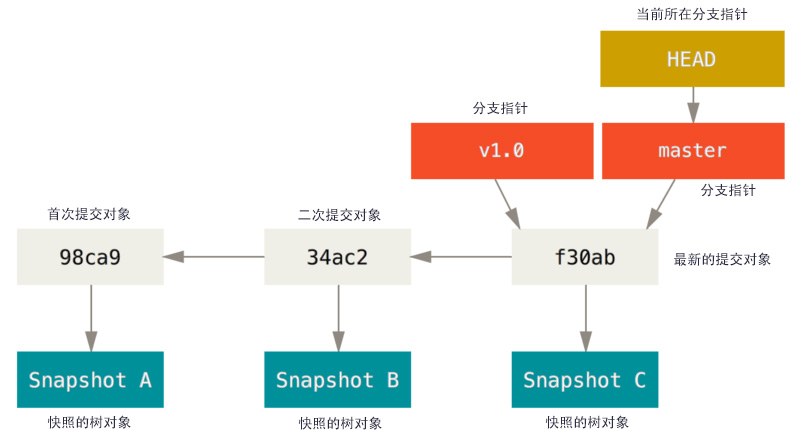 当前所在分支指针
HEAD
分支指针
v1.0
master
分支指针
首次提交对象
二次提交对象
98ca9
34ac2
f30ab
最新的提交对象
Snapshot A
Snapshot B
Snapshot C
快照的树对象
快照的树对象
快照的树对象